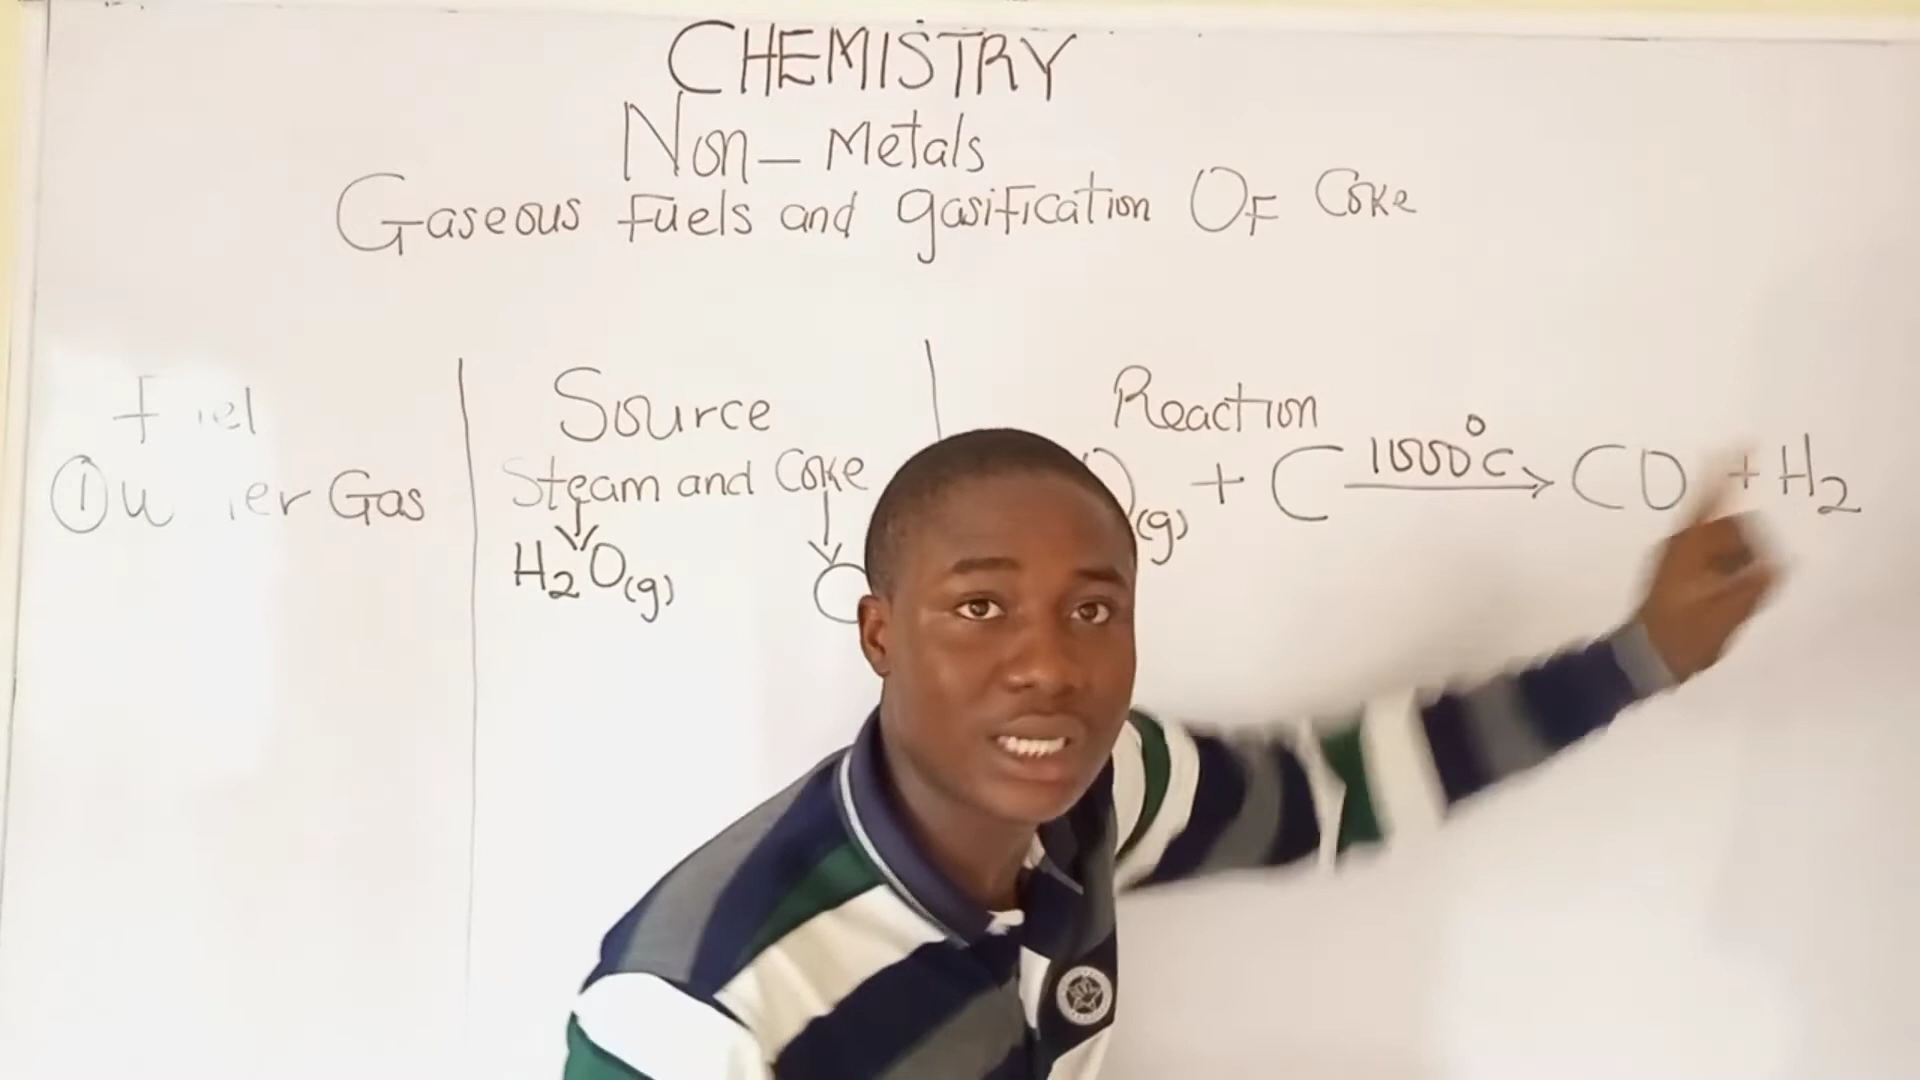 CHEMISTRY
Non-Metals
Gaseous Fuels and gasification OF Coke
Source
Reaction
① Gas
Steam and Coke
(g) + C 1000°C → CO + H2
H2O(g)
C